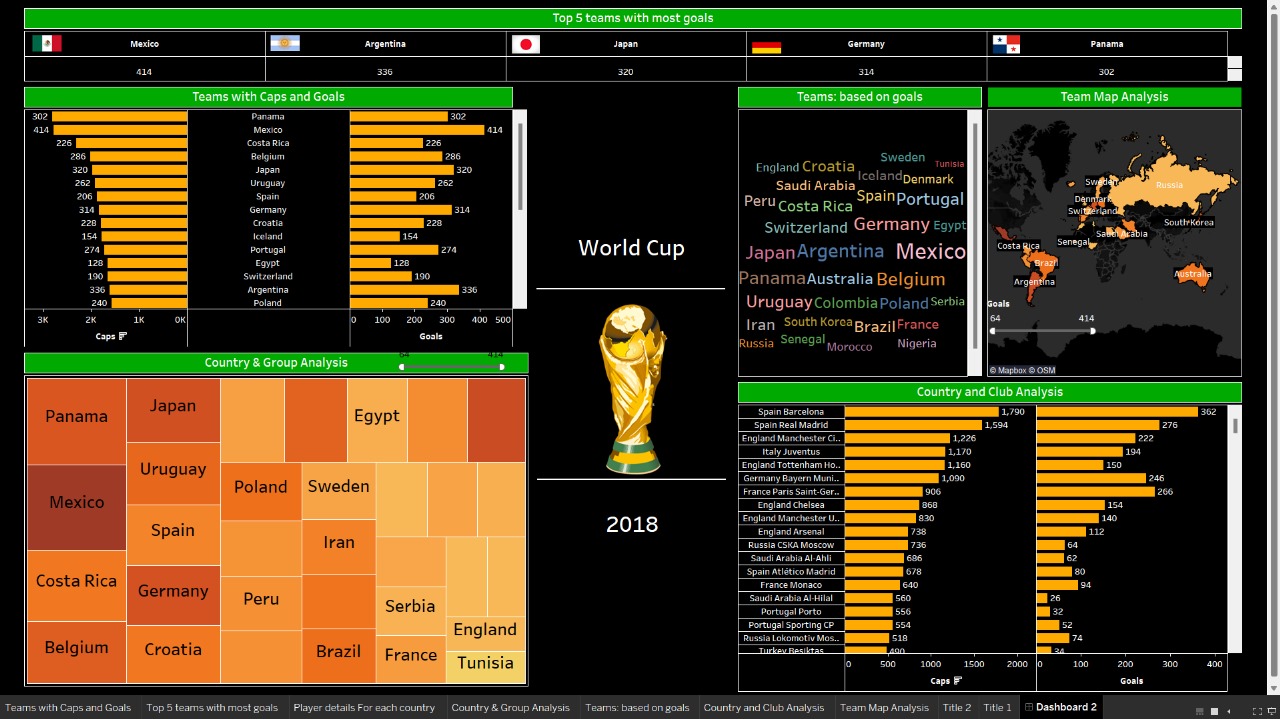 Top 5 teams with most goals
Mexico Argentina Japan Germany Panama
414 336 320 314 302
Teams with Caps and Goals
302 Panama 302
414 Mexico 414
226 Costa Rica 226
286 Belgium 286
320 Japan 320
262 Uruguay 262
206 Spain 206
314 Germany 314
228 Croatia 228
154 Iceland 154
274 Portugal 274
128 Egypt 128
190 Switzerland 190
336 Argentina 336
240 Poland 240
3K 2K 1K 0K 0 100 200 300 400 500
Caps Goals
World Cup
2018
Teams: based on goals
Sweden
England Croatia Tunisia
Iceland Denmark
Saudi Arabia
Spain Portugal
Peru Costa Rica
Switzerland Germany Egypt
Japan Argentina Mexico
Panama Australia Belgium
Uruguay Colombia Poland Serbia
Iran South Korea Brazil France
Russia Senegal Morocco Nigeria
Team Map Analysis
Sweden Russia
Denmark
Switzerland
South Korea
Senegal Saudi Arabia
Costa Rica
Brazil
Australia
Argentina
Goals
64 414
© Mapbox © OSM
Country & Group Analysis
64 414
Panama Japan Egypt
Mexico Uruguay Poland Sweden
Costa Rica Spain Iran
Germany Peru Serbia
Belgium Croatia Brazil France England
Tunisia
Country and Club Analysis
Spain Barcelona 1,790 362
Spain Real Madrid 1,594 276
England Manchester Ci.. 1,226 222
Italy Juventus 1,170 194
England Tottenham Ho.. 1,160 150
Germany Bayern Muni.. 1,090 246
France Paris Saint-Ger.. 906 266
England Chelsea 868 154
England Manchester U.. 830 140
England Arsenal 738 112
Russia CSKA Moscow 736 64
Saudi Arabia Al-Ahli 686 62
Spain Atlético Madrid 678 80
France Monaco 640 94
Saudi Arabia Al-Hilal 560 26
Portugal Porto 556 32
Portugal Sporting CP 554 52
Russia Lokomotiv Mos.. 518 74
Turkey Besiktas 490 34
0 500 1000 1500 2000 0 100 200 300 400
Caps Goals
Teams with Caps and Goals Top 5 teams with most goals Player details For each country Country & Group Analysis Teams: based on goals Country and Club Analysis Team Map Analysis Title 2 Title 1 Dashboard 2